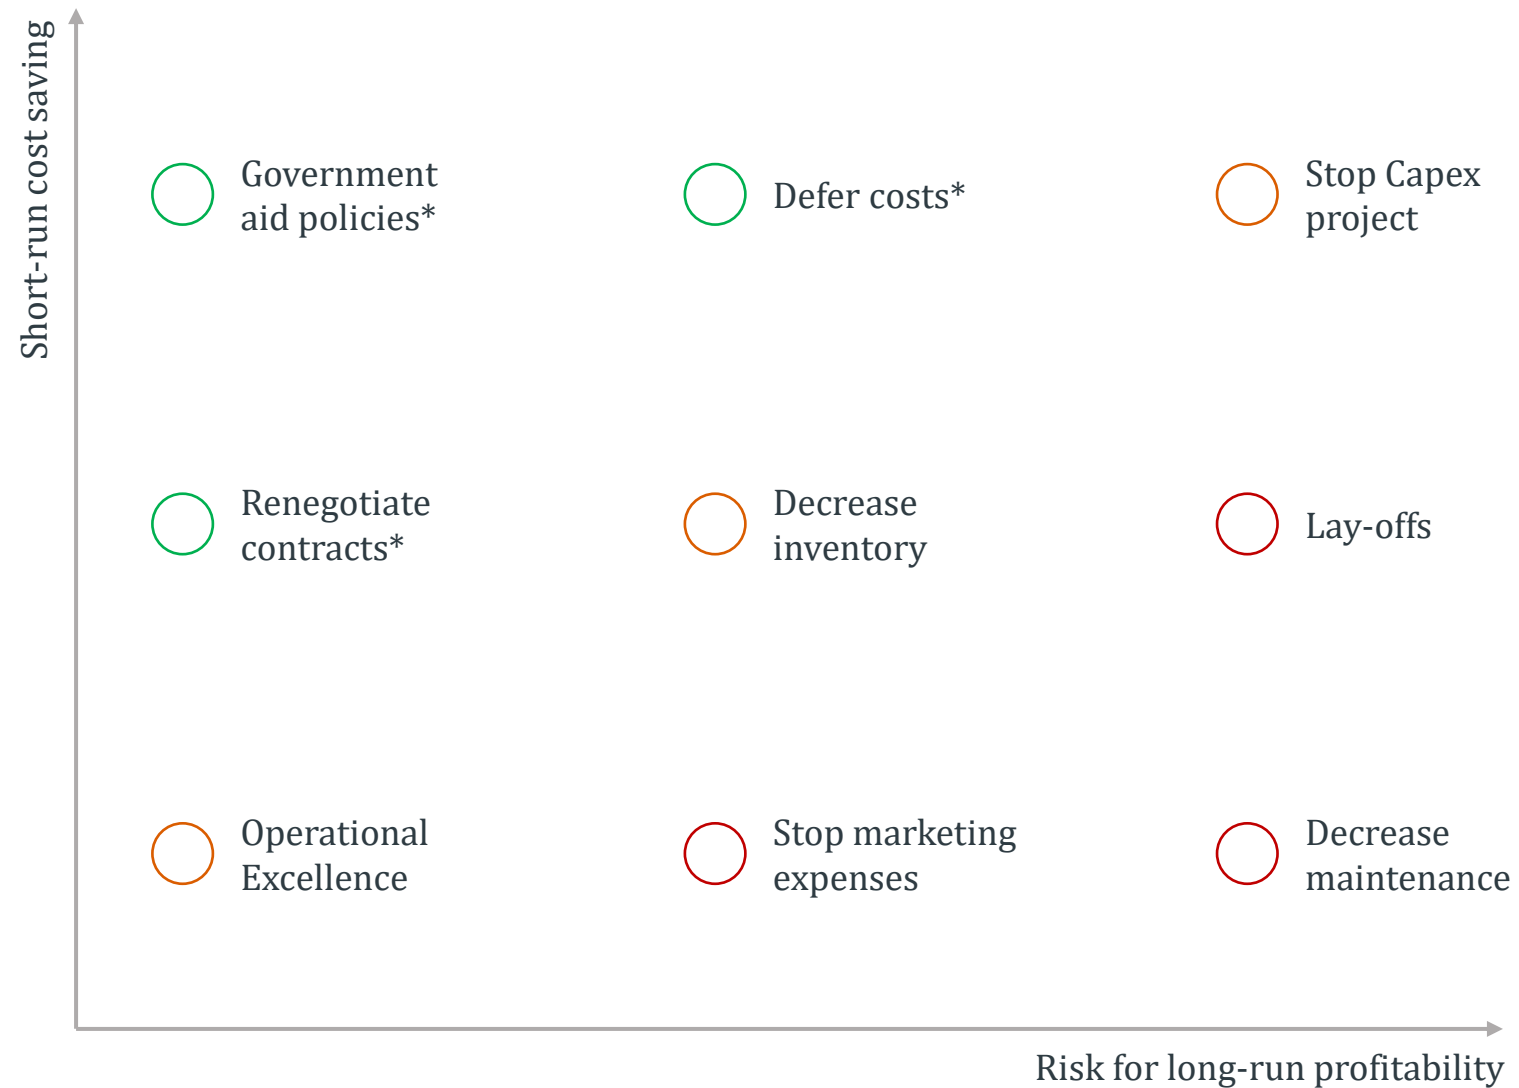 Short-run cost saving
Government
aid policies*
Defer costs*
Stop Capex
project
Renegotiate
contracts*
Decrease
inventory
Lay-offs
Operational
Excellence
Stop marketing
expenses
Decrease
maintenance
Risk for long-run profitability